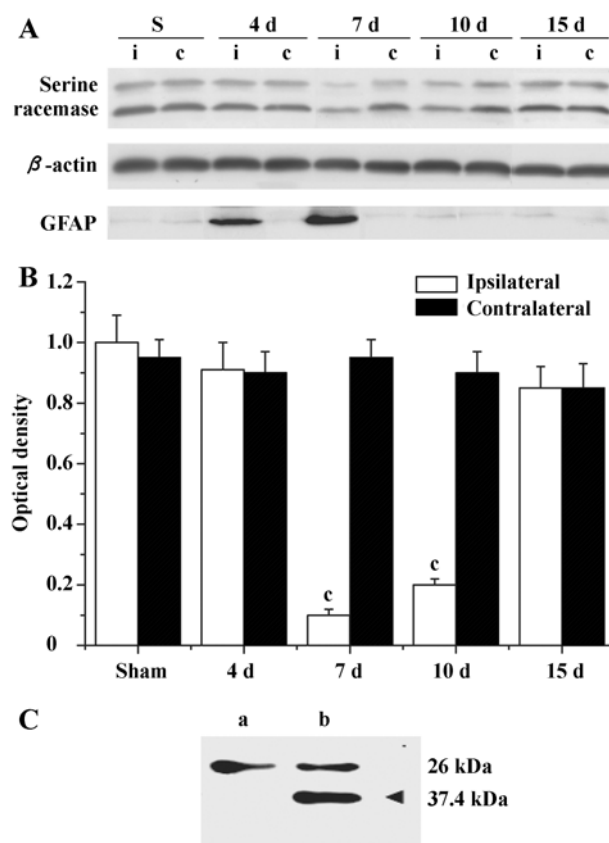 A
S 4 d 7 d 10 d 15 d
i c i c i c i c i c
Serine
racemase
β-actin
GFAP
B
1.2
1.0
0.8
0.6
0.4
0.2
0
Optical density
Ipsilateral
Contralateral
c
c
Sham 4 d 7 d 10 d 15 d
C
a b
26 kDa
37.4 kDa